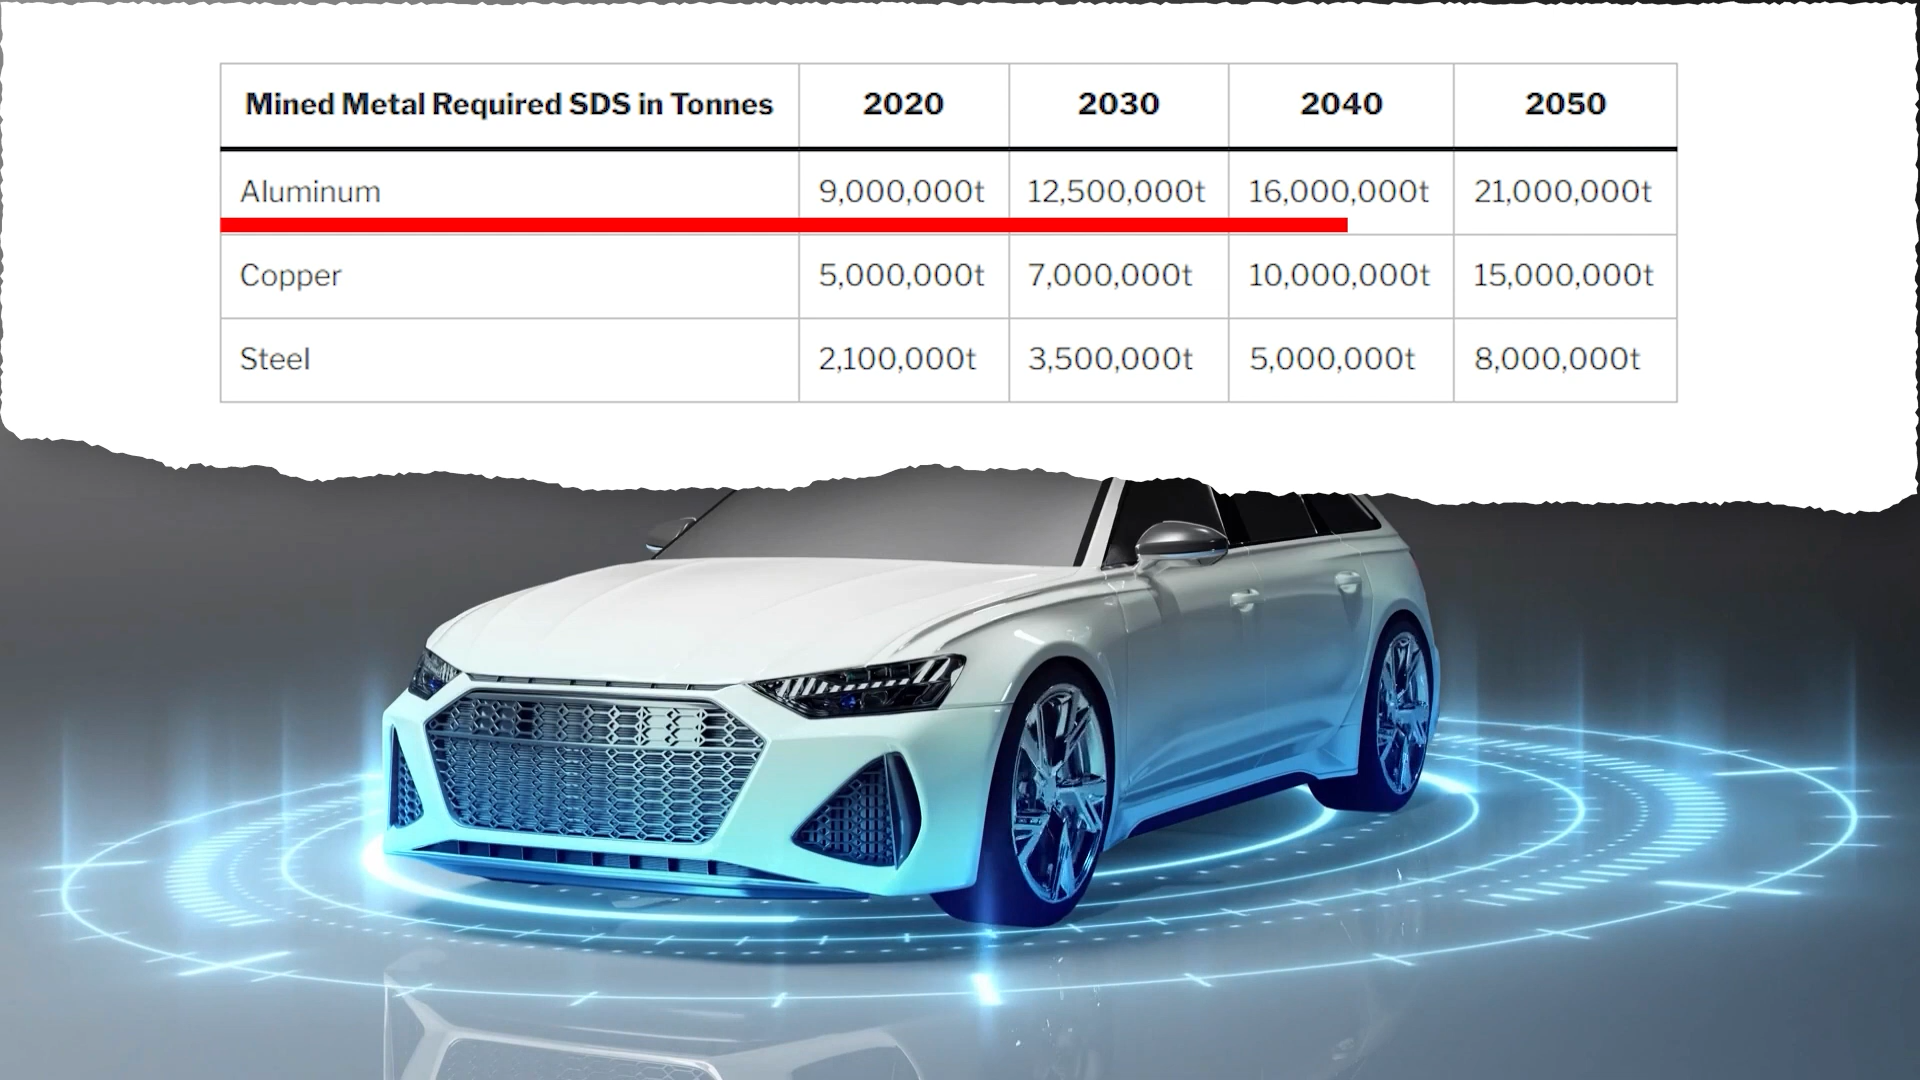 Mined Metal Required SDS in Tonnes 2020 2030 2040 2050
Aluminum 9,000,000t 12,500,000t 16,000,000t 21,000,000t
Copper 5,000,000t 7,000,000t 10,000,000t 15,000,000t
Steel 2,100,000t 3,500,000t 5,000,000t 8,000,000t